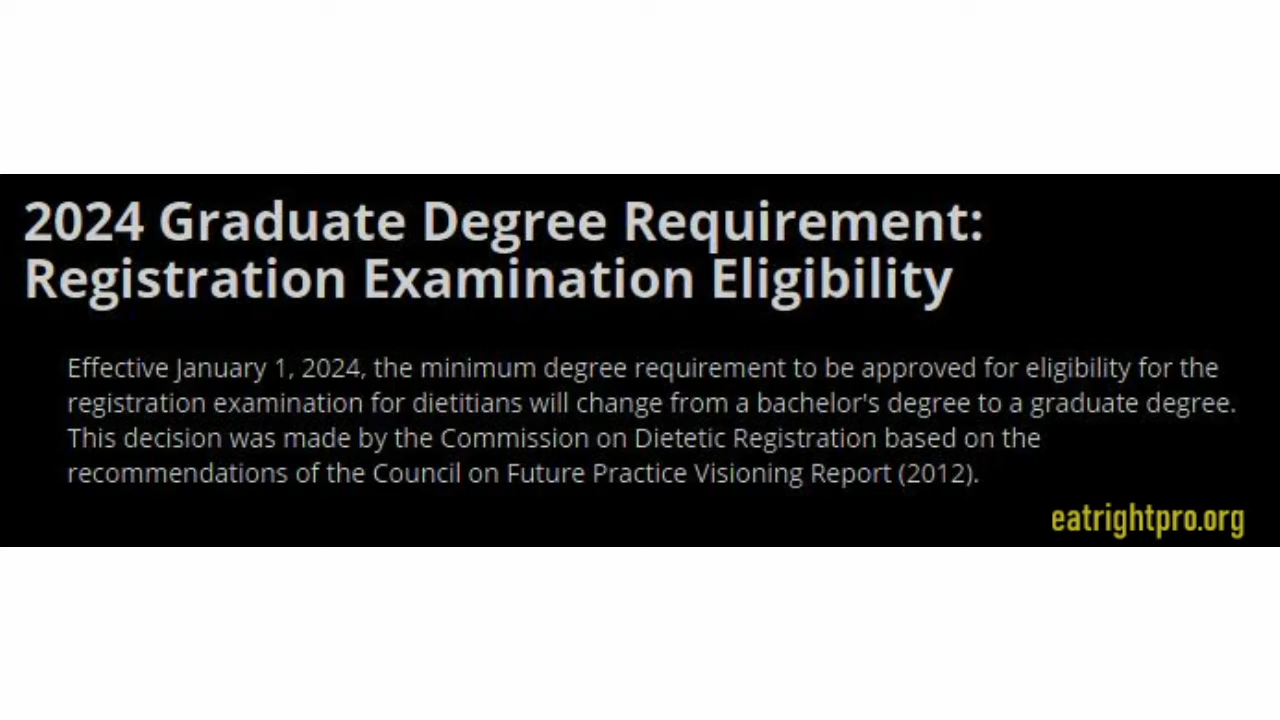 2024 Graduate Degree Requirement:
Registration Examination Eligibility
Effective January 1, 2024, the minimum degree requirement to be approved for eligibility for the
registration examination for dietitians will change from a bachelor's degree to a graduate degree.
This decision was made by the Commission on Dietetic Registration based on the
recommendations of the Council on Future Practice Visioning Report (2012).
eatrightpro.org